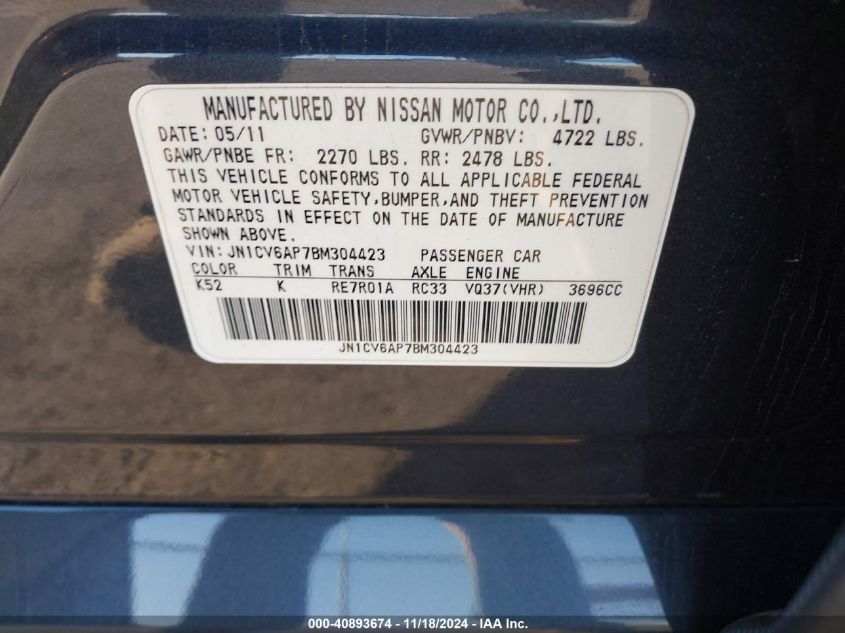 MANUFACTURED BY NISSAN MOTOR CO.,LTD.
DATE: 05/11 GVWR/PNBV: 4722 LBS.
GAWR/PNBE FR: 2270 LBS. RR: 2478 LBS.
THIS VEHICLE CONFORMS TO ALL APPLICABLE FEDERAL
MOTOR VEHICLE SAFETY,BUMPER,AND THEFT PREVENTION
STANDARDS IN EFFECT ON THE DATE OF MANUFACTURE
SHOWN ABOVE.
VIN:JN1CV6AP7BM304423 PASSENGER CAR
COLOR TRIM TRANS AXLE ENGINE
K52 K RE7R01A RC33 VQ37(VHR) 3696CC
JN1CV6AP7BM304423
000-40893674 - 11/18/2024 - IAA Inc.